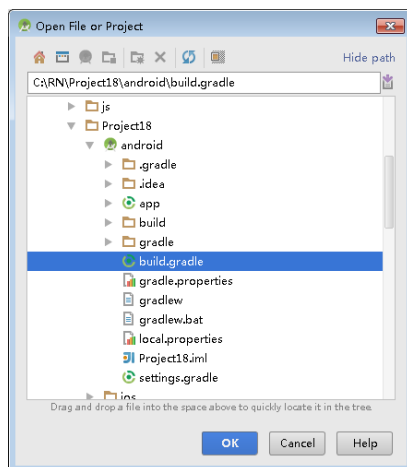 Open File or Project
Hide path
C:\RN\Project18\android\build.gradle
js
Project18
android
.gradle
.idea
app
build
gradle
build.gradle
gradle.properties
gradlew
gradlew.bat
local.properties
Project18.iml
settings.gradle
ios
Drag and drop a file into the space above to quickly locate it in the tree.
OK
Cancel
Help